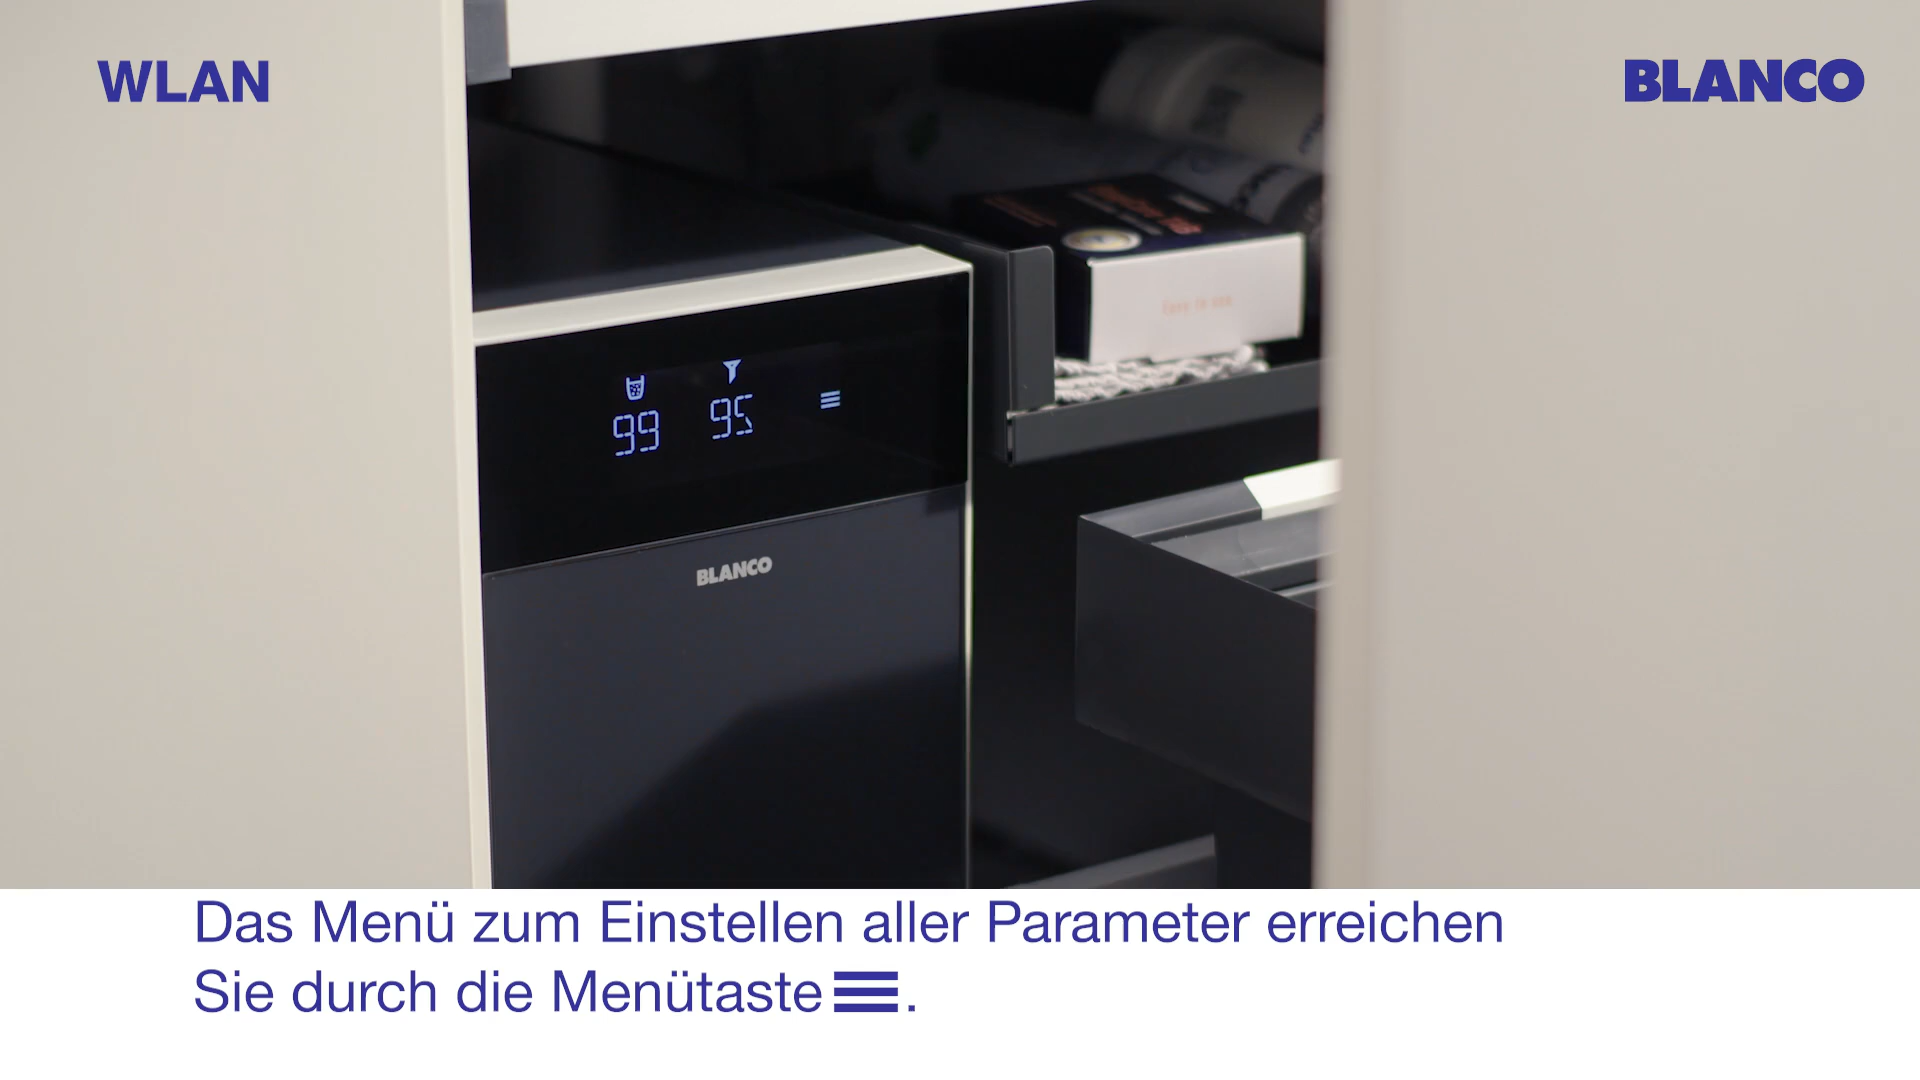 WLAN
BLANCO
99 95
BLANCO
Das Menü zum Einstellen aller Parameter erreichen
Sie durch die Menütaste ☰.